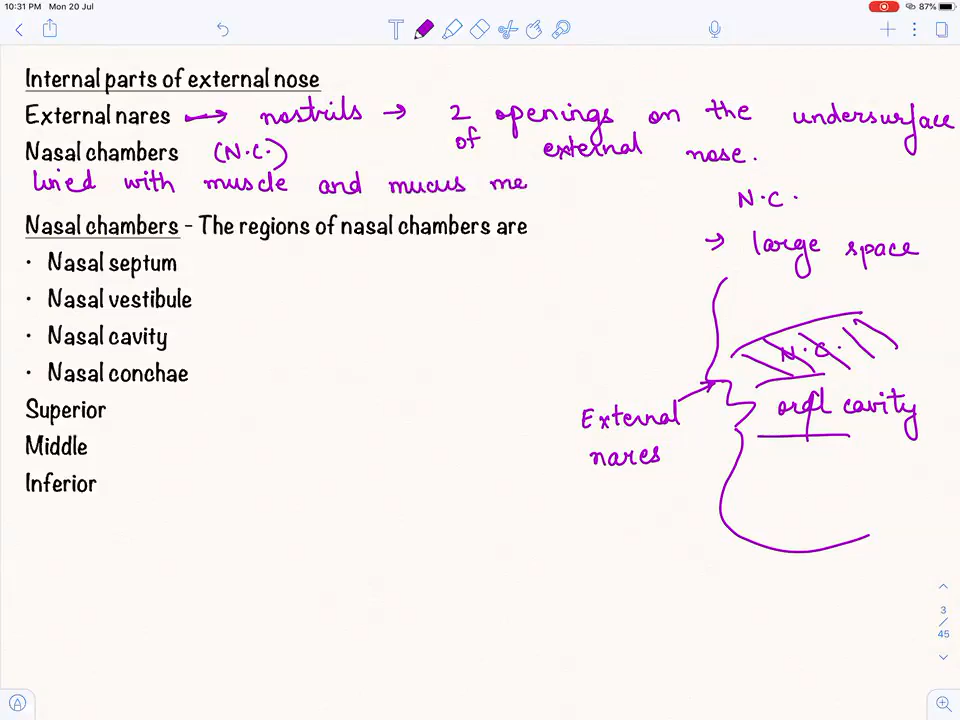 10:31 PM Mon 20 Jul
87%
Internal parts of external nose
External nares → nostrils → 2 openings on the undersurface
of external nose.
Nasal chambers (N.C.)
lined with muscle and mucus me
N.C.
→ large space
Nasal chambers - The regions of nasal chambers are
· Nasal septum
· Nasal vestibule
· Nasal cavity
· Nasal conchae
Superior
Middle
Inferior
N.C.
oral cavity
External
nares
3
/
45